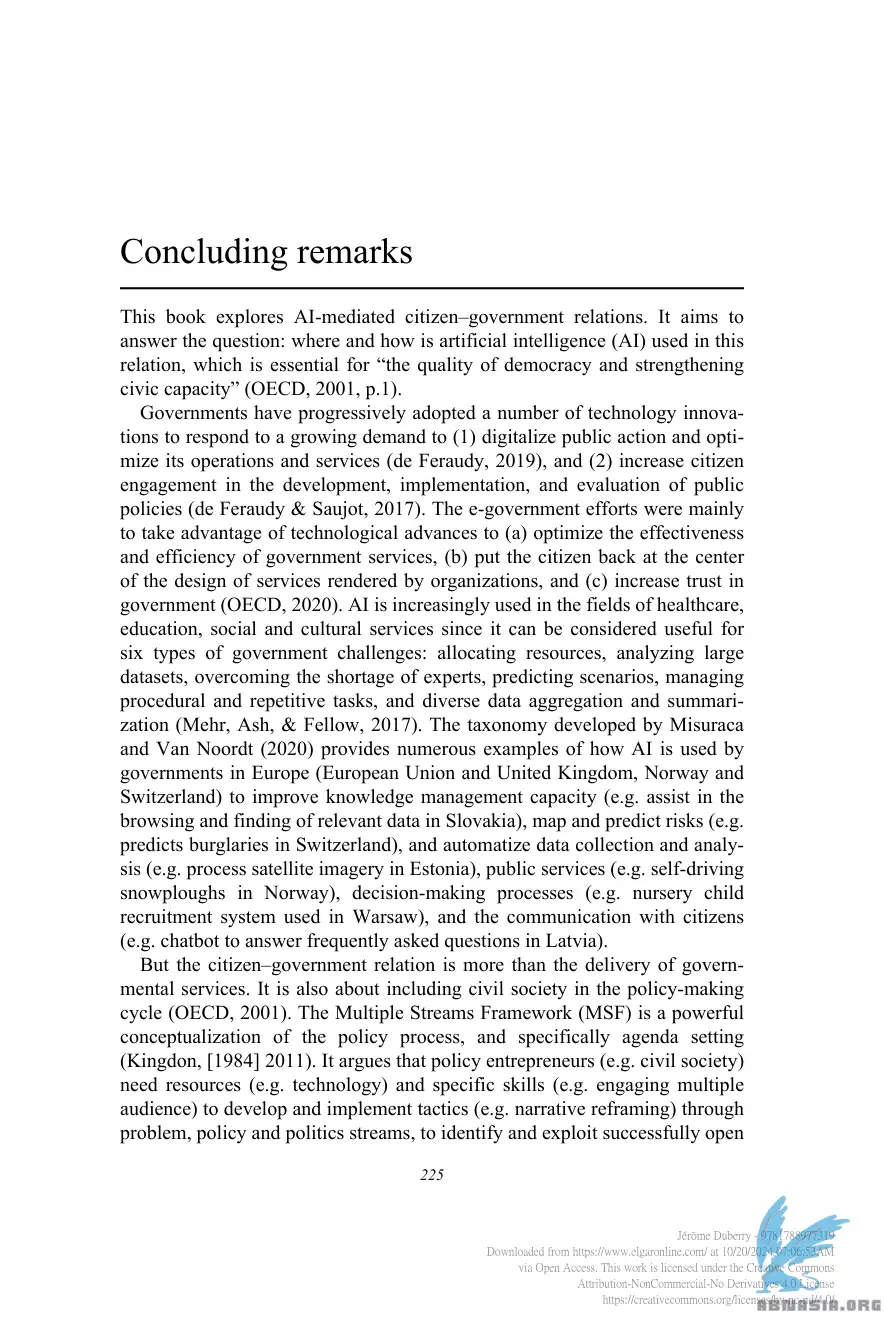 Concluding remarks
This book explores AI-mediated citizen–government relations. It aims to
answer the question: where and how is artificial intelligence (AI) used in this
relation, which is essential for “the quality of democracy and strengthening
civic capacity” (OECD, 2001, p.1).
Governments have progressively adopted a number of technology innova-
tions to respond to a growing demand to (1) digitalize public action and opti-
mize its operations and services (de Feraudy, 2019), and (2) increase citizen
engagement in the development, implementation, and evaluation of public
policies (de Feraudy & Saujot, 2017). The e-government efforts were mainly
to take advantage of technological advances to (a) optimize the effectiveness
and efficiency of government services, (b) put the citizen back at the center
of the design of services rendered by organizations, and (c) increase trust in
government (OECD, 2020). AI is increasingly used in the fields of healthcare,
education, social and cultural services since it can be considered useful for
six types of government challenges: allocating resources, analyzing large
datasets, overcoming the shortage of experts, predicting scenarios, managing
procedural and repetitive tasks, and diverse data aggregation and summari-
zation (Mehr, Ash, & Fellow, 2017). The taxonomy developed by Misuraca
and Van Noordt (2020) provides numerous examples of how AI is used by
governments in Europe (European Union and United Kingdom, Norway and
Switzerland) to improve knowledge management capacity (e.g. assist in the
browsing and finding of relevant data in Slovakia), map and predict risks (e.g.
predicts burglaries in Switzerland), and automatize data collection and analy-
sis (e.g. process satellite imagery in Estonia), public services (e.g. self-driving
snowploughs in Norway), decision-making processes (e.g. nursery child
recruitment system used in Warsaw), and the communication with citizens
(e.g. chatbot to answer frequently asked questions in Latvia).
But the citizen–government relation is more than the delivery of govern-
mental services. It is also about including civil society in the policy-making
cycle (OECD, 2001). The Multiple Streams Framework (MSF) is a powerful
conceptualization of the policy process, and specifically agenda setting
(Kingdon, [1984] 2011). It argues that policy entrepreneurs (e.g. civil society)
need resources (e.g. technology) and specific skills (e.g. engaging multiple
audience) to develop and implement tactics (e.g. narrative reframing) through
problem, policy and politics streams, to identify and exploit successfully open
225
Jérôme Duberry - 9781788977319
Downloaded from https://www.elgaronline.com/ at 10/20/2024 07:06:53AM
via Open Access. This work is licensed under the Creative Commons
Attribution-NonCommercial-No Derivatives 4.0 License
https://creativecommons.org/licenses/by-nc-nd/4.0/
ABTWASIA.ORG